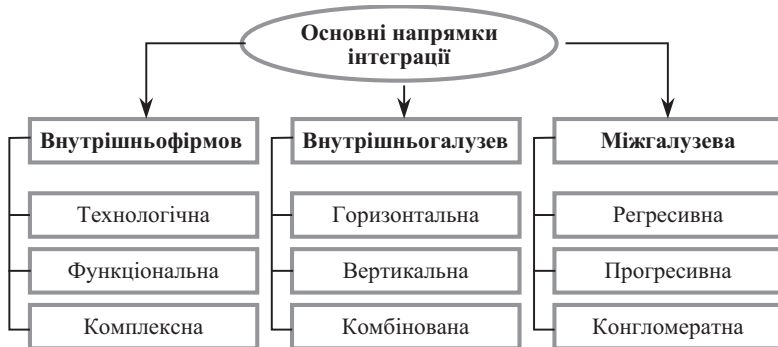 Основні напрямки
інтеграції
Внутрішньофірмов
Внутрішньогалузев
Міжгалузева
Технологічна
Горизонтальна
Регресивна
Функціональна
Вертикальна
Прогресивна
Комплексна
Комбінована
Конгломератна